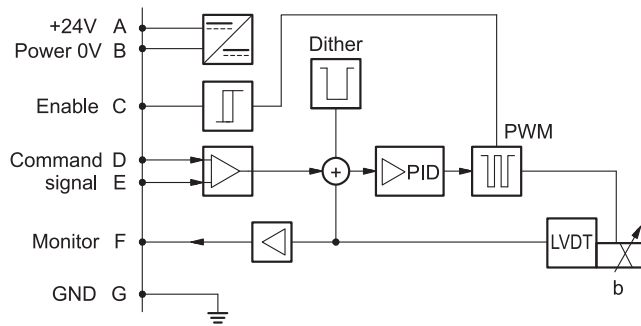 +24V A
Power 0V B
Dither
Enable C
PWM
Command D
signal E
+
PID
Monitor F
LVDT
GND G
b